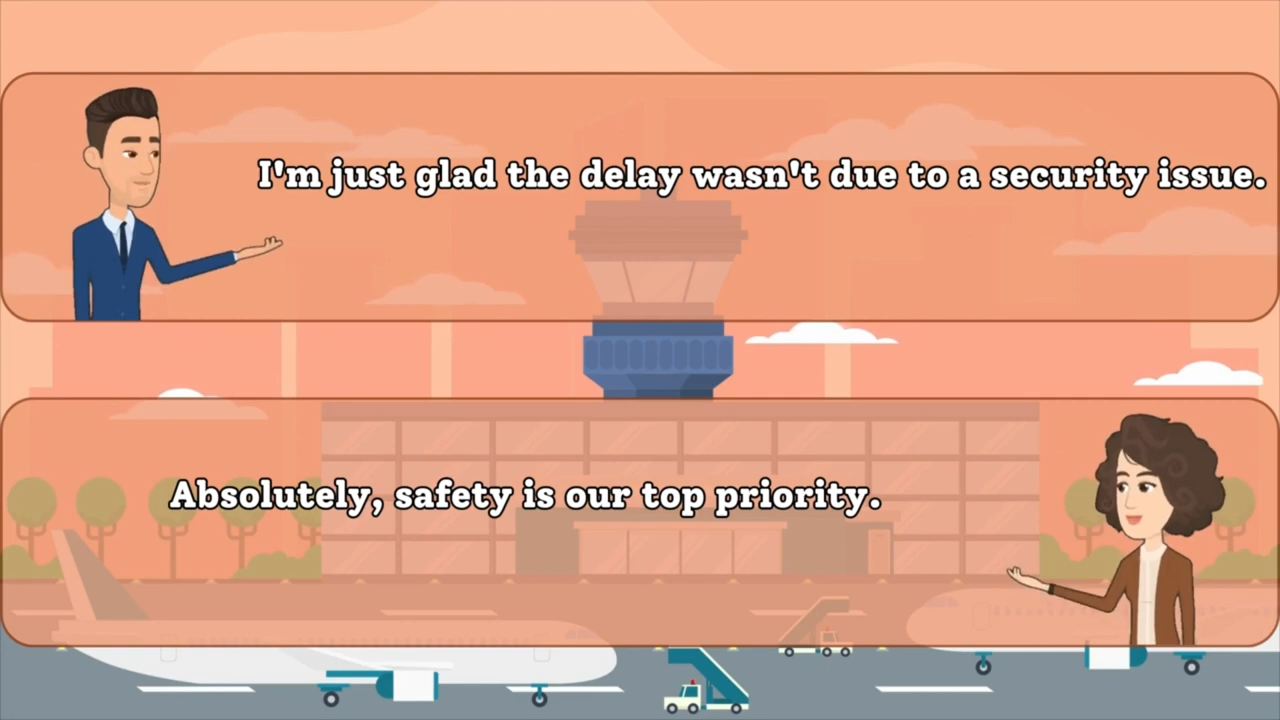 I'm just glad the delay wasn't due to a security issue.
Absolutely, safety is our top priority.